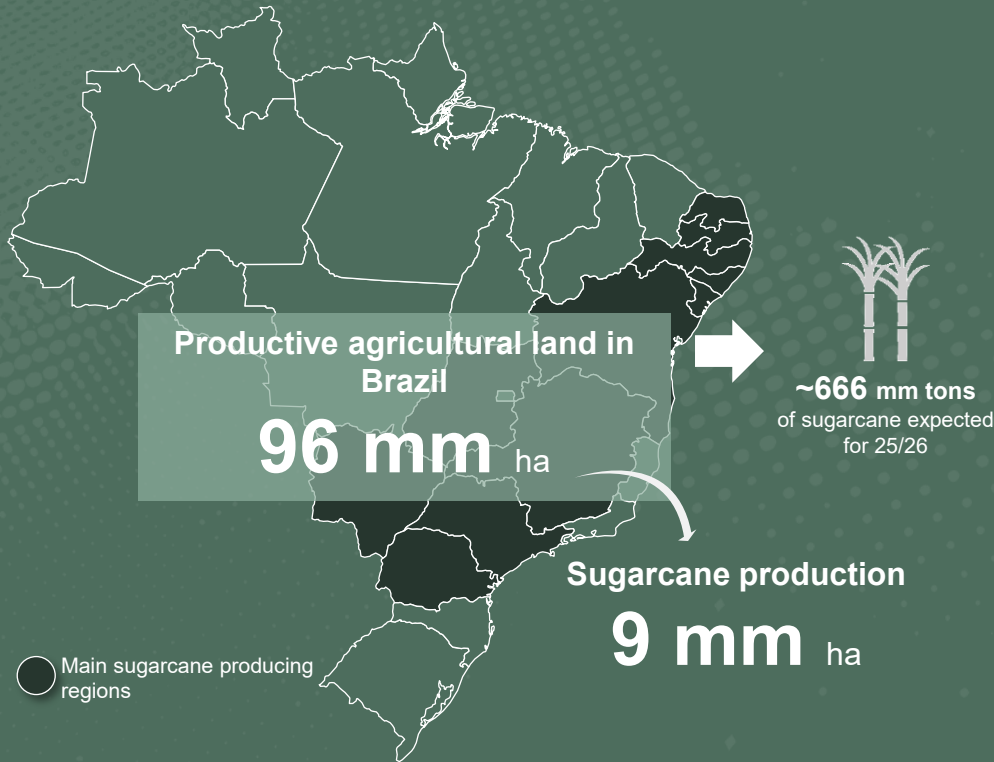 Productive agricultural land in
Brazil
96 mm ha
~666 mm tons
of sugarcane expected
for 25/26
Sugarcane production
9 mm ha
Main sugarcane producing
regions